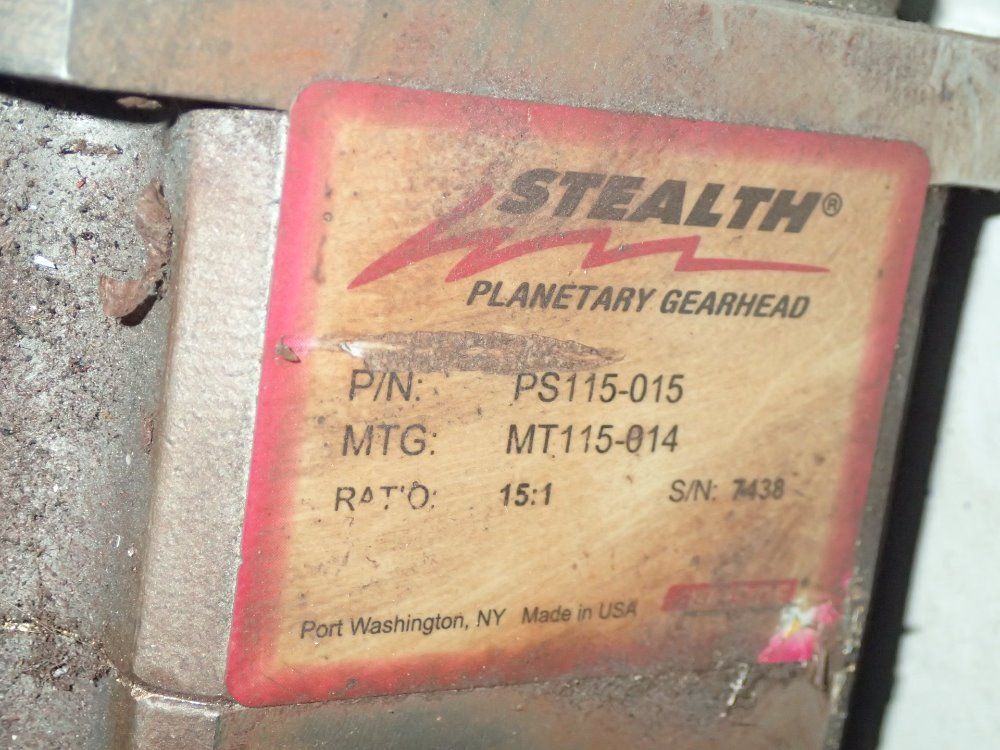 STEALTH®
PLANETARY GEARHEAD
P/N: PS115-015
MTG: MT115-014
RATIO: 15:1 S/N: 7438
Port Washington, NY Made in USA